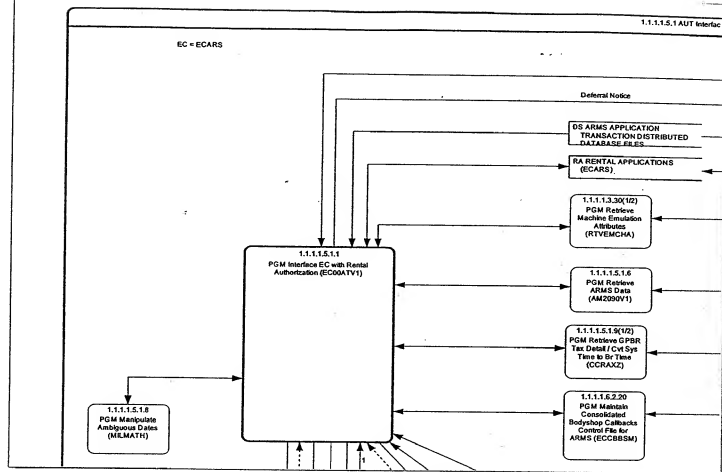 1.1.1.1.5.1 AUT Interfac
EC = ECARS
Deferral Notice
DS ARMS APPLICATION
TRANSACTION DISTRIBUTED
DATABASE FILES
RA RENTAL APPLICATIONS
(ECARS)
1.1.1.1.3.30(1/2)
PGM Retrieve
Machine Emulation
Attributes
(RTVEMCHA)
1.1.1.1.5.1.1
PGM Interface EC with Rental
Authorization (EC00ATV1)
1.1.1.1.5.1.6
PGM Retrieve
ARMS Data
(AM2090V1)
1.1.1.1.5.1.9(1/2)
PGM Retrieve GPBR
Tax Detail / Cvt Sys
Time to Br Time
(CCRAXZ)
1.1.1.1.5.1.8
PGM Manipulate
Ambiguous Dates
(MILMATH)
1.1.1.1.6.2.20
PGM Maintain
Consolidated
Bodyshop Callbacks
Control File for
ARMS (ECCBBSM)
1